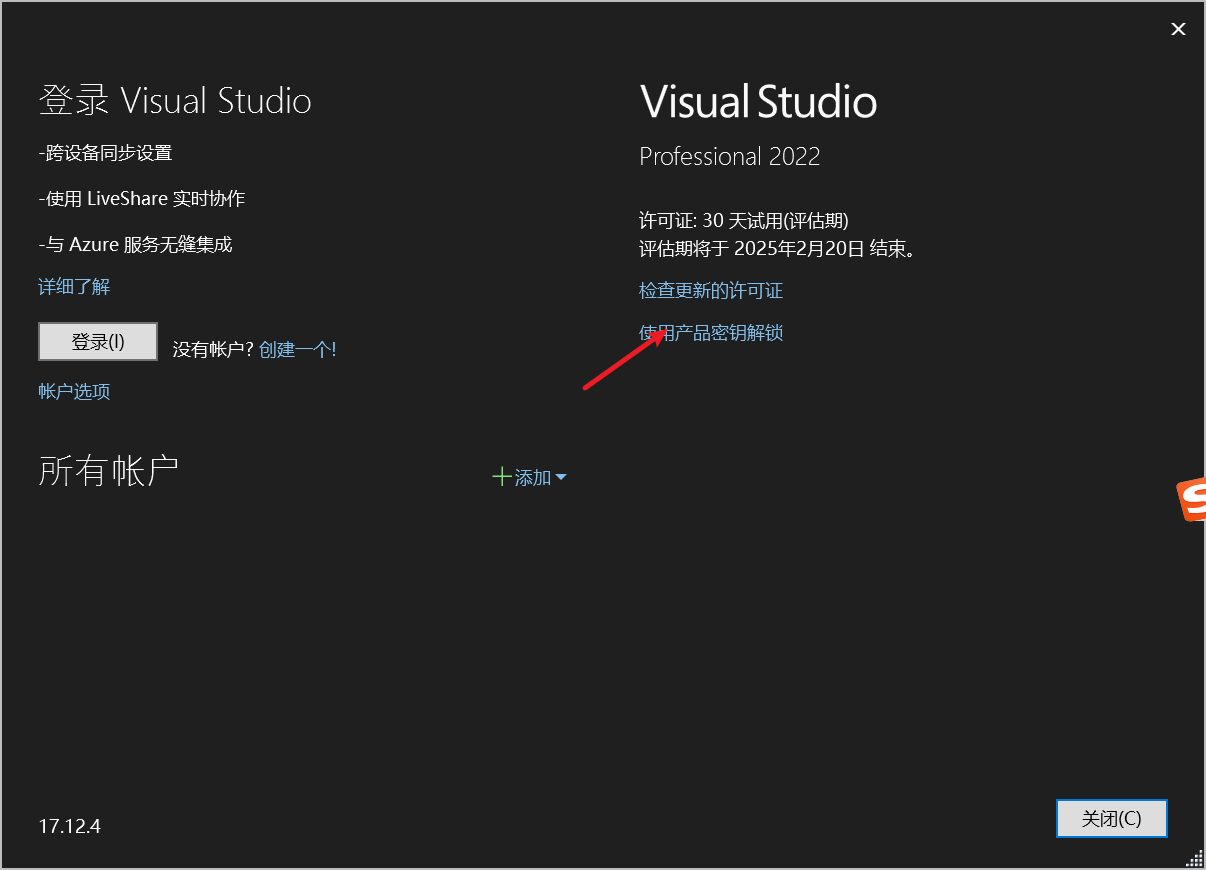 登录 Visual Studio
-跨设备同步设置
-使用 LiveShare 实时协作
-与 Azure 服务无缝集成
详细了解
登录(I)
没有帐户? 创建一个!
帐户选项
所有帐户
添加
Visual Studio
Professional 2022
许可证: 30 天试用(评估期)
评估期将于 2025年2月20日 结束。
检查更新的许可证
使用产品密钥解锁
17.12.4
关闭(C)